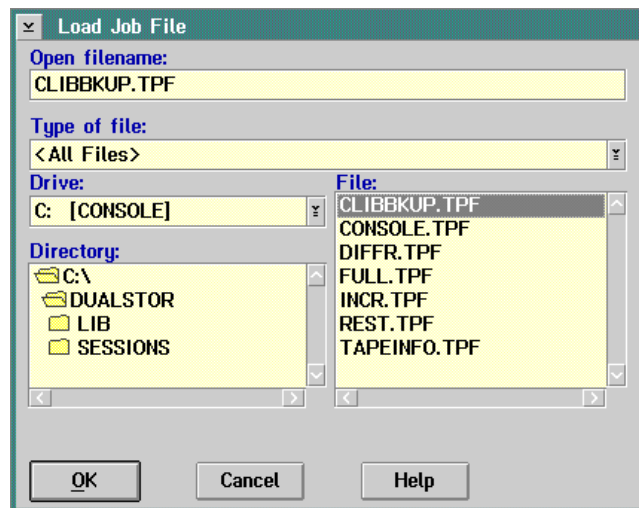 Load Job File
Open filename:
CLIBBKUP.TPF
Type of file:
<All Files>
Drive:
C: [CONSOLE]
Directory:
C:\
DUALSTOR
LIB
SESSIONS
File:
CLIBBKUP.TPF
CONSOLE.TPF
DIFFR.TPF
FULL.TPF
INCR.TPF
REST.TPF
TAPEINFO.TPF
OK
Cancel
Help